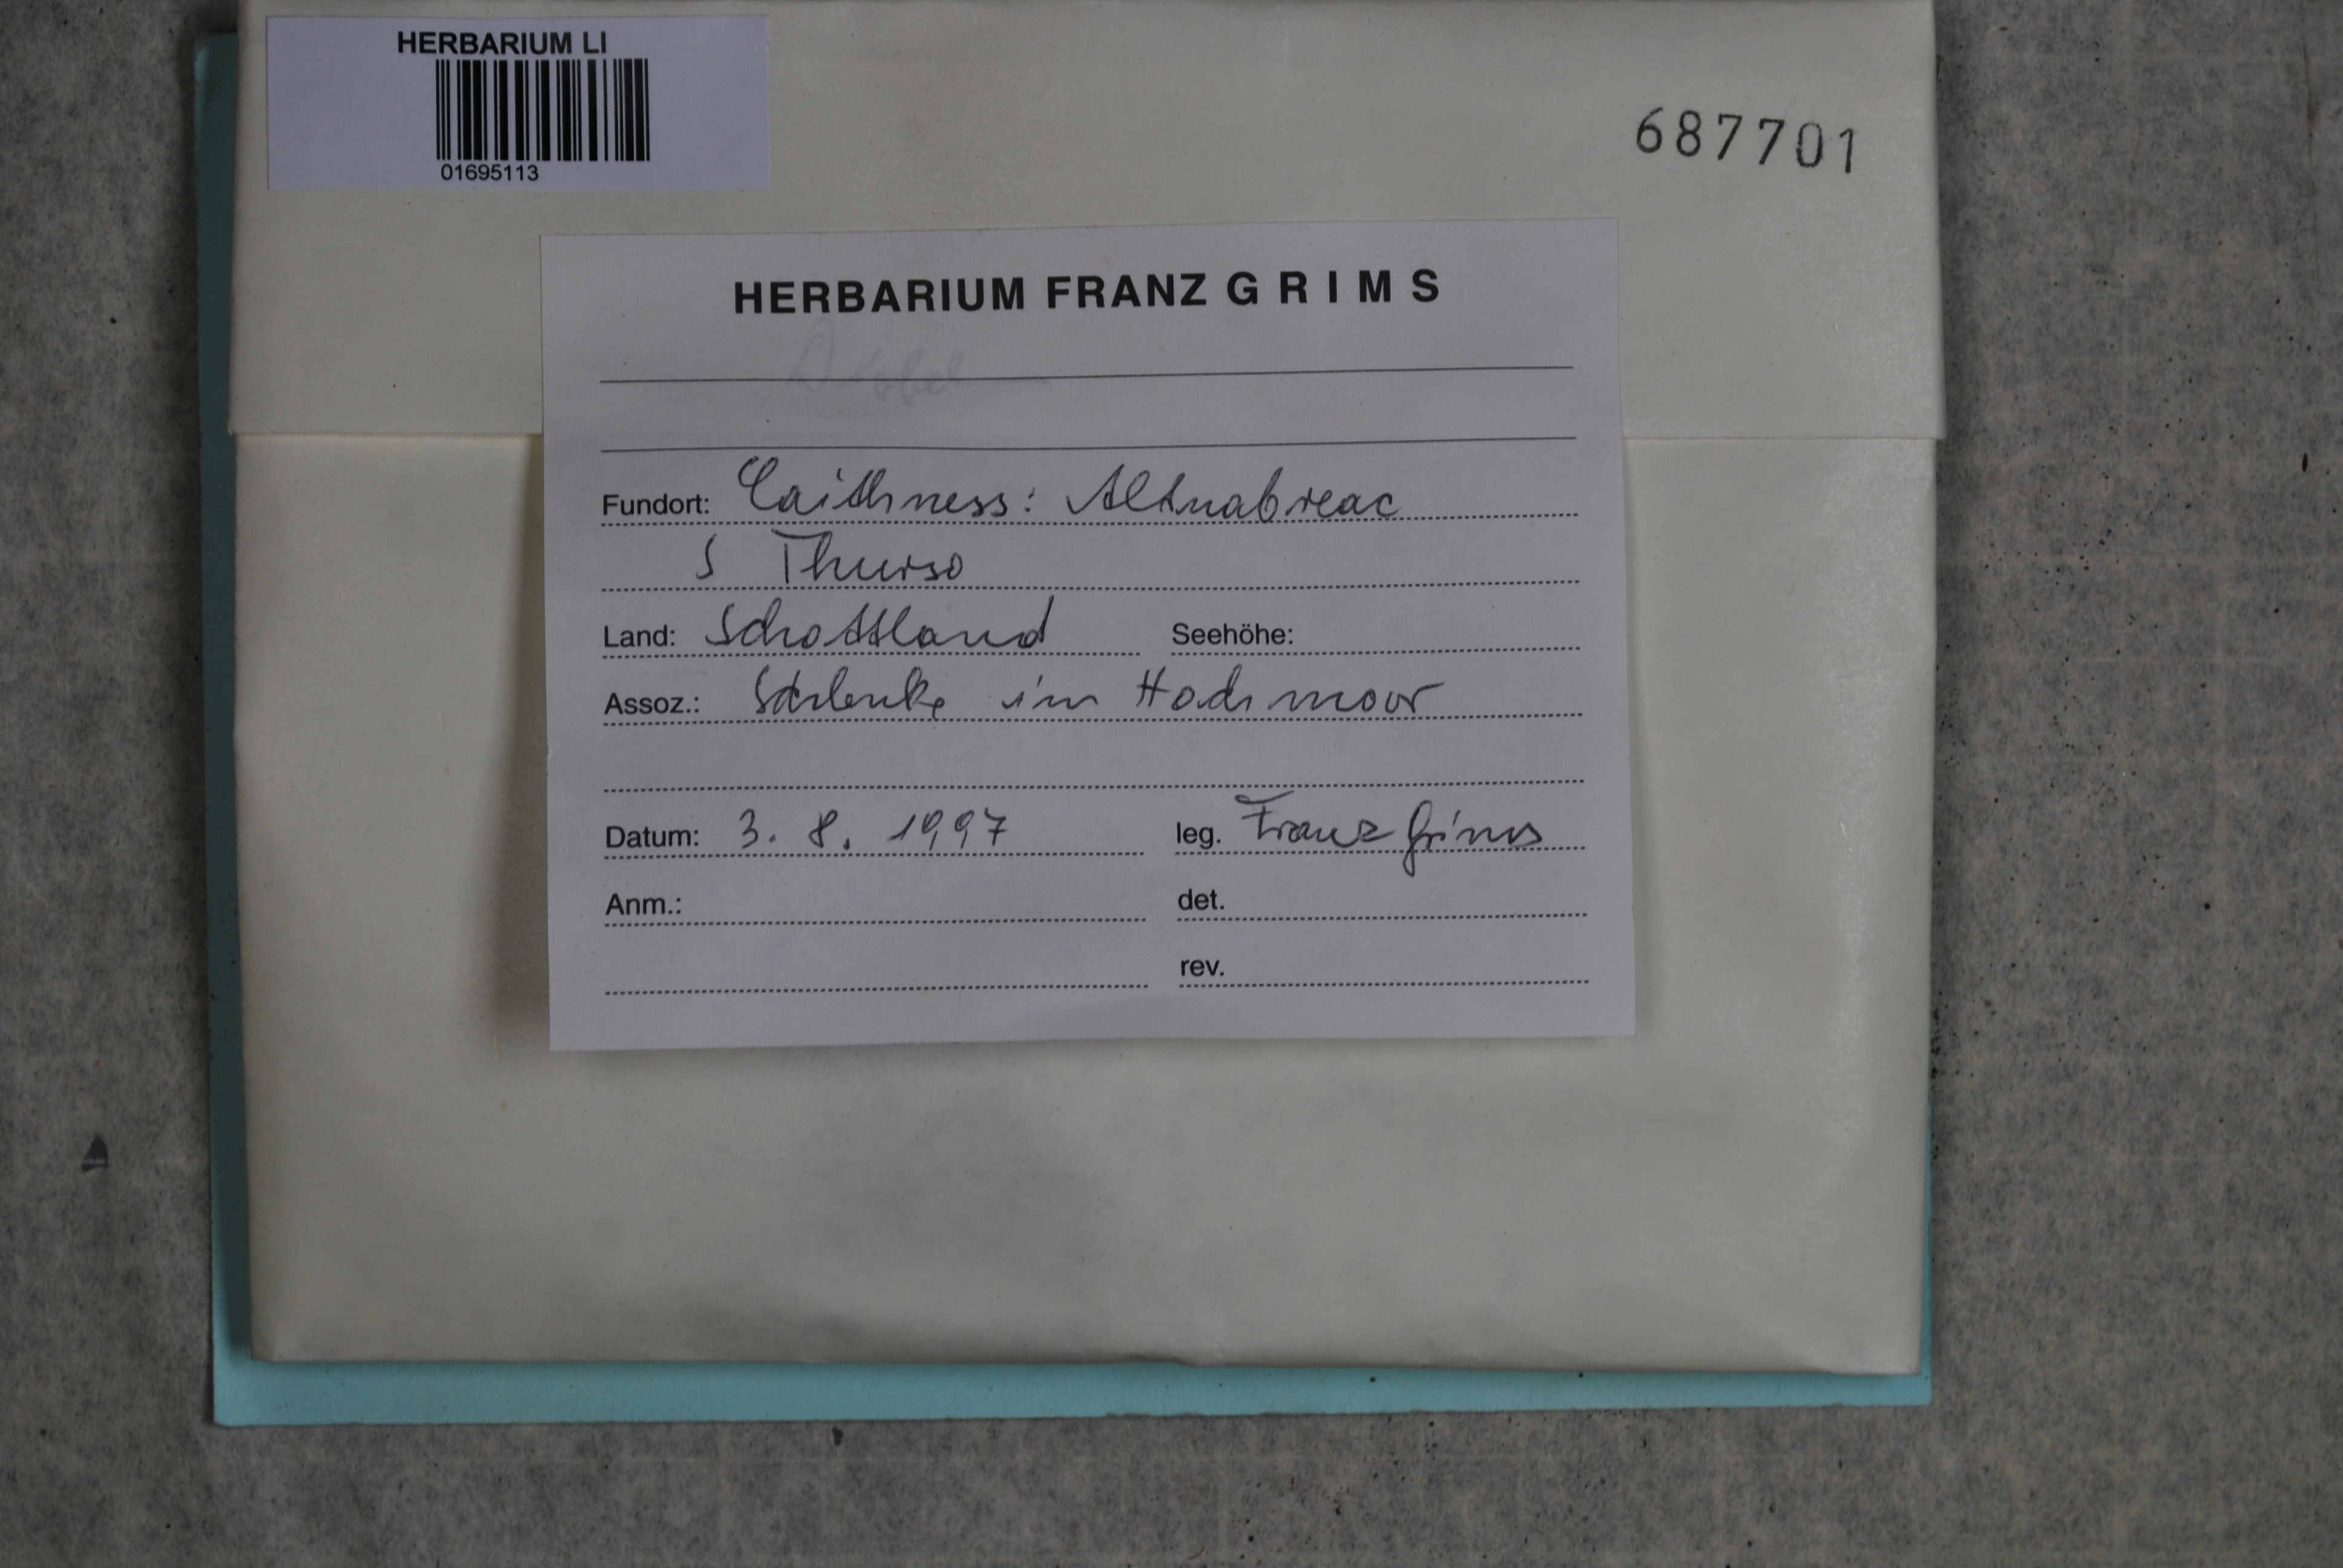 HERBARIUM LI
01695113
687701
HERBARIUM FRANZ GRIMS
Fundort: Caithness: Altnabreac
S Thurso
Land: Schottland Seehöhe:
Assoz.: Schlenke im Hochmoor
Datum: 3. 8. 1997 leg. Franz Grims
Anm.: det.
rev.